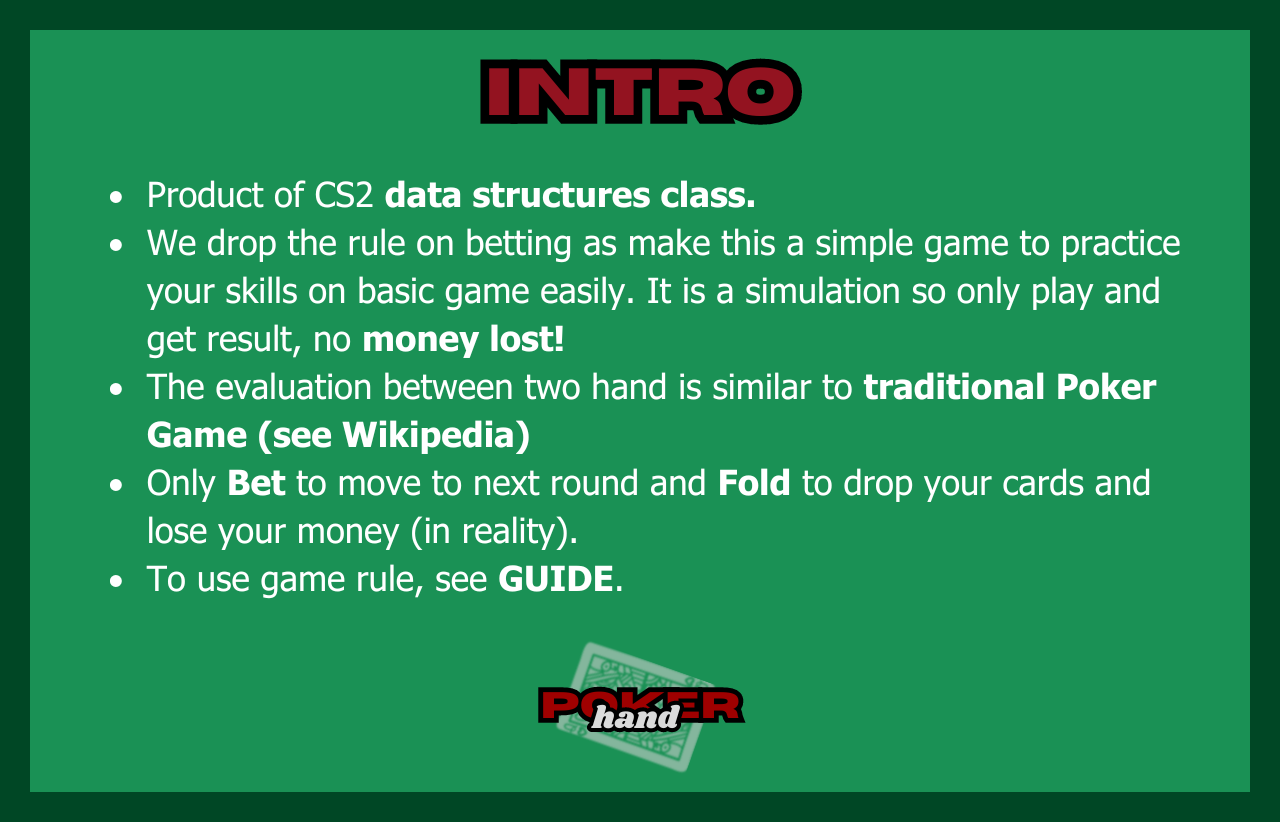 INTRO
• Product of CS2 data structures class.
• We drop the rule on betting as make this a simple game to practice
your skills on basic game easily. It is a simulation so only play and
get result, no money lost!
• The evaluation between two hand is similar to traditional Poker
Game (see Wikipedia)
• Only Bet to move to next round and Fold to drop your cards and
lose your money (in reality).
• To use game rule, see GUIDE.
POKER
hand